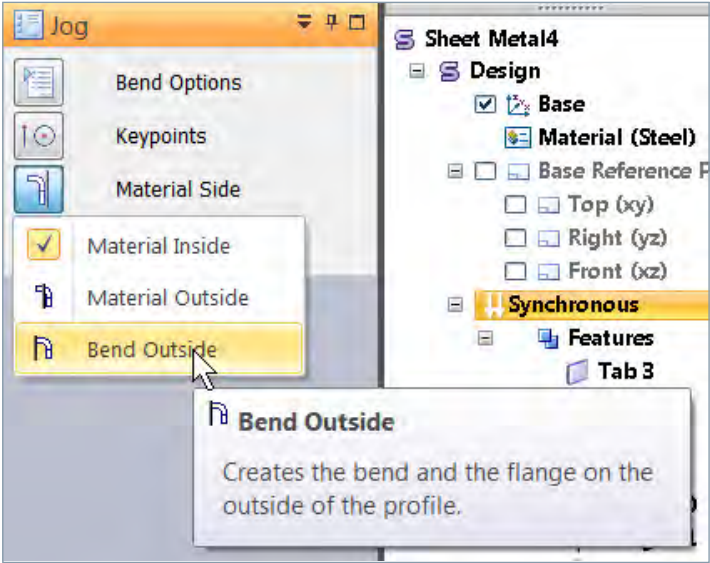 Jog
Bend Options
Keypoints
Material Side
Material Inside
Material Outside
Bend Outside
Sheet Metal4
Design
Base
Material (Steel)
Base Reference
Top (xy)
Right (yz)
Front (xz)
Synchronous
Features
Tab 3
Bend Outside
Creates the bend and the flange on the
outside of the profile.